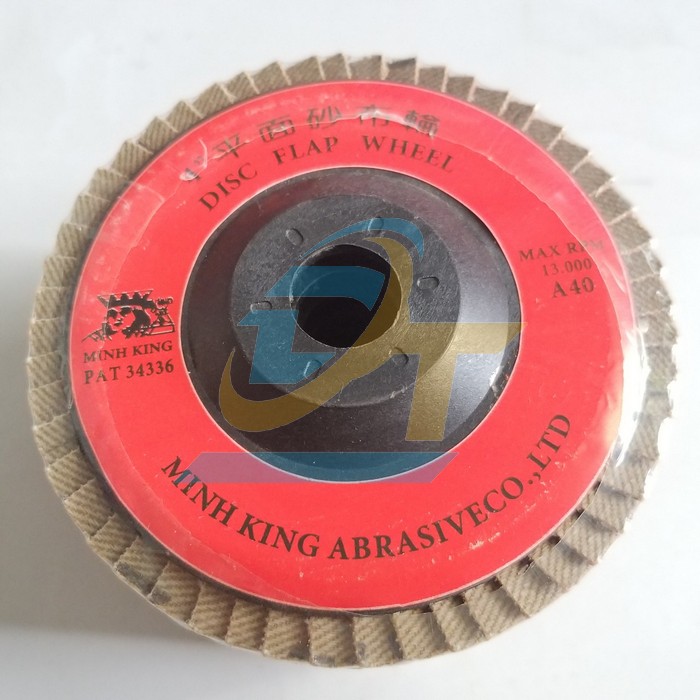 平面砂布輪
DISC FLAP WHEEL
MAX RPM
13.000
A40
MINH KING
PAT 34336
MINH KING ABRASIVECO.,LTD